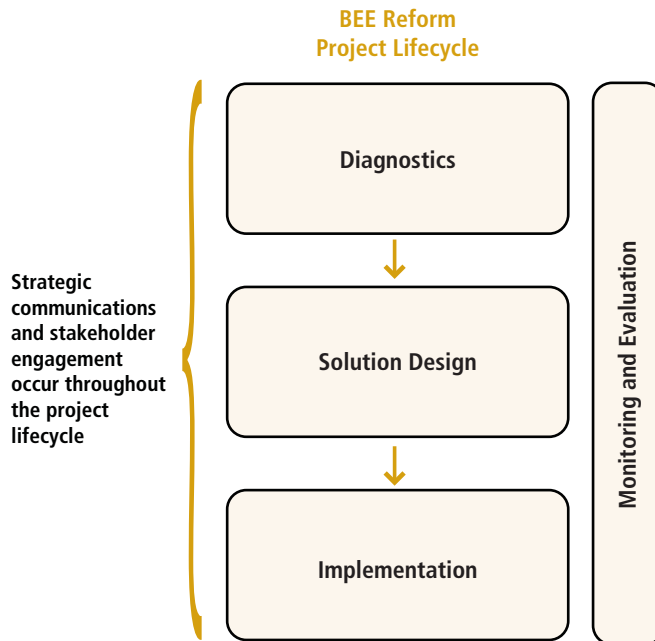 BEE Reform
Project Lifecycle
Diagnostics
Strategic
communications
and stakeholder
engagement
occur throughout
the project
lifecycle
Solution Design
Implementation
Monitoring and Evaluation